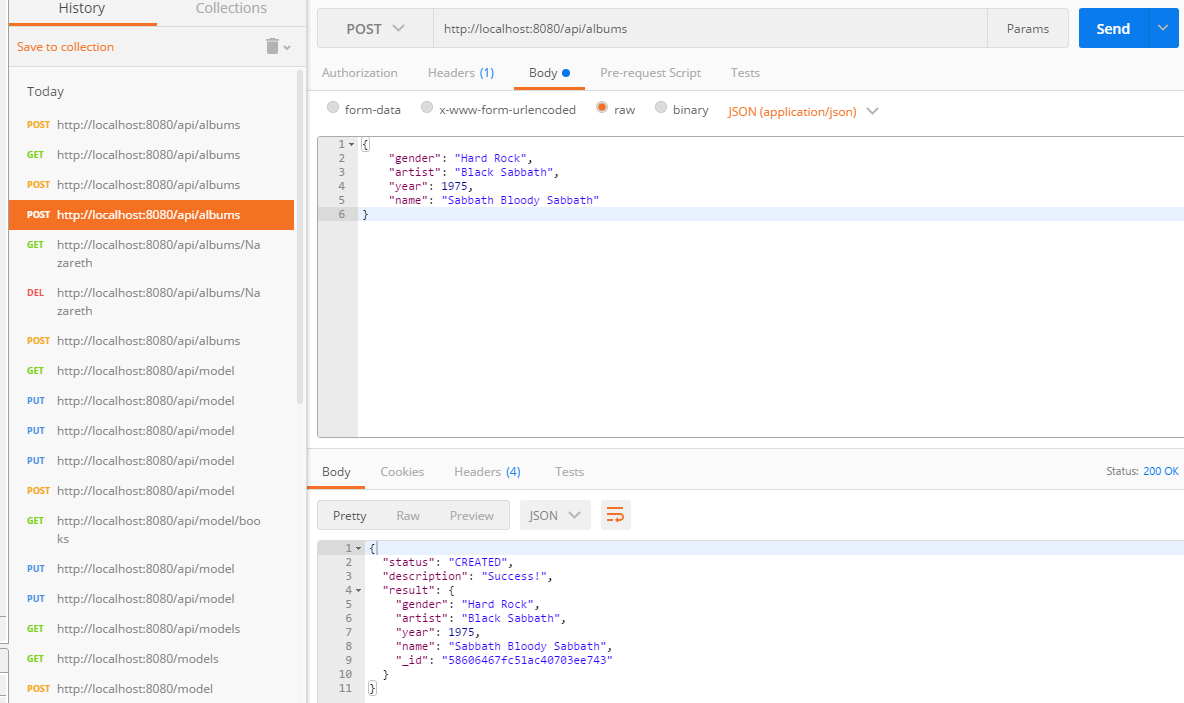 History Collections
Save to collection
Today
POST http://localhost:8080/api/albums
GET http://localhost:8080/api/albums
POST http://localhost:8080/api/albums
POST http://localhost:8080/api/albums
GET http://localhost:8080/api/albums/Na
zareth
DEL http://localhost:8080/api/albums/Na
zareth
POST http://localhost:8080/api/albums
GET http://localhost:8080/api/model
PUT http://localhost:8080/api/model
PUT http://localhost:8080/api/model
PUT http://localhost:8080/api/model
POST http://localhost:8080/api/model
GET http://localhost:8080/api/model/boo
ks
PUT http://localhost:8080/api/model
PUT http://localhost:8080/api/model
GET http://localhost:8080/api/models
GET http://localhost:8080/models
POST http://localhost:8080/model
POST http://localhost:8080/api/albums Params Send
Authorization Headers (1) Body Pre-request Script Tests
form-data x-www-form-urlencoded raw binary JSON (application/json)
1 {
2 "gender": "Hard Rock",
3 "artist": "Black Sabbath",
4 "year": 1975,
5 "name": "Sabbath Bloody Sabbath"
6 }
Body Cookies Headers (4) Tests Status: 200 OK
Pretty Raw Preview JSON
1 {
2 "status": "CREATED",
3 "description": "Success!",
4 "result": {
5 "gender": "Hard Rock",
6 "artist": "Black Sabbath",
7 "year": 1975,
8 "name": "Sabbath Bloody Sabbath",
9 "_id": "58606467fc51ac40703ee743"
10 }
11 }